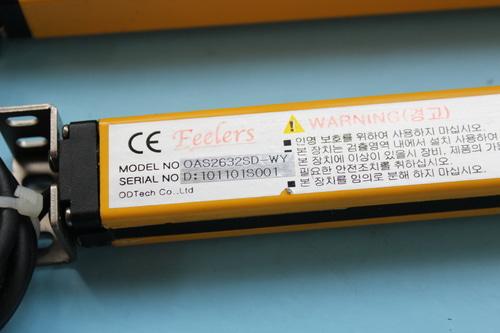 CE Feelers
MODEL NO OAS2632SD-WY
SERIAL NO D:101101S001
ODTech Co.,Ltd
WARNING(경고)
인명 보호를 위하여 사용하지 마십시오.
본 장치는 검출영역 내에서 설치 사용하
본 장치에 이상이 있을시 장비, 제품의 가능
필요한 안전조치를 취하십시오.
본 장치를 임의로 분해 하지 마십시오.